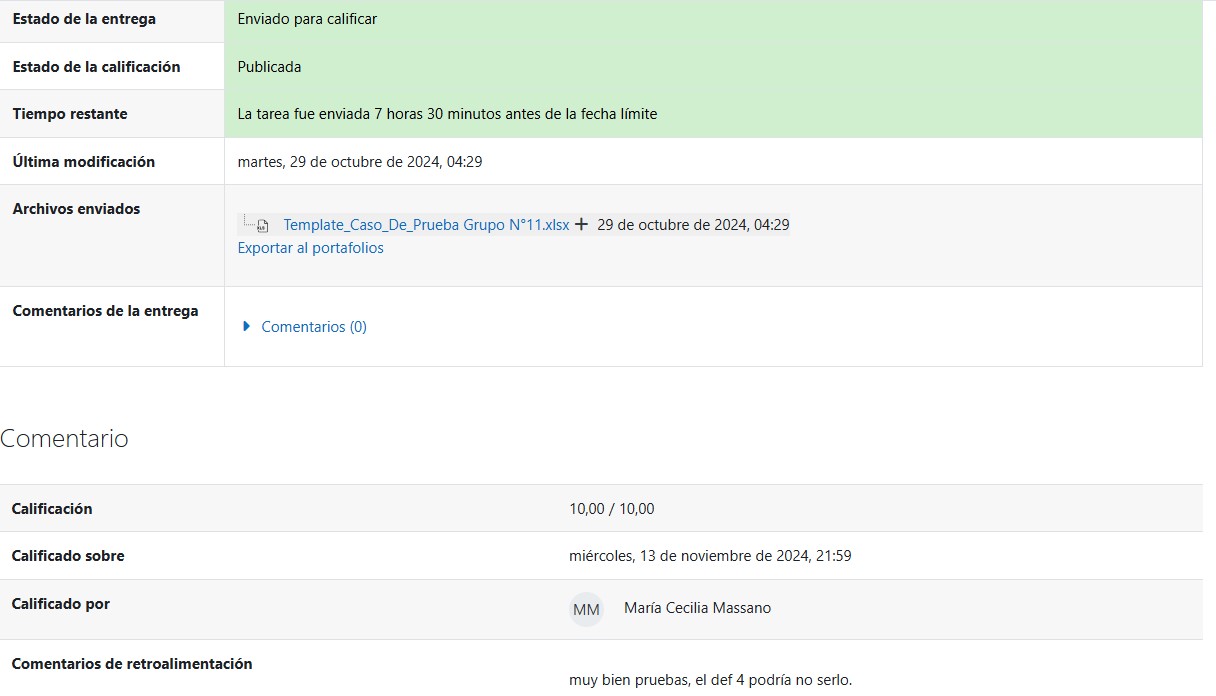 Estado de la entrega Enviado para calificar
Estado de la calificación Publicada
Tiempo restante La tarea fue enviada 7 horas 30 minutos antes de la fecha límite
Última modificación martes, 29 de octubre de 2024, 04:29
Archivos enviados
Template_Caso_De_Prueba Grupo N°11.xlsx + 29 de octubre de 2024, 04:29
Exportar al portafolios
Comentarios de la entrega
Comentarios (0)
Comentario
Calificación 10,00 / 10,00
Calificado sobre miércoles, 13 de noviembre de 2024, 21:59
Calificado por MM María Cecilia Massano
Comentarios de retroalimentación
muy bien pruebas, el def 4 podría no serlo.